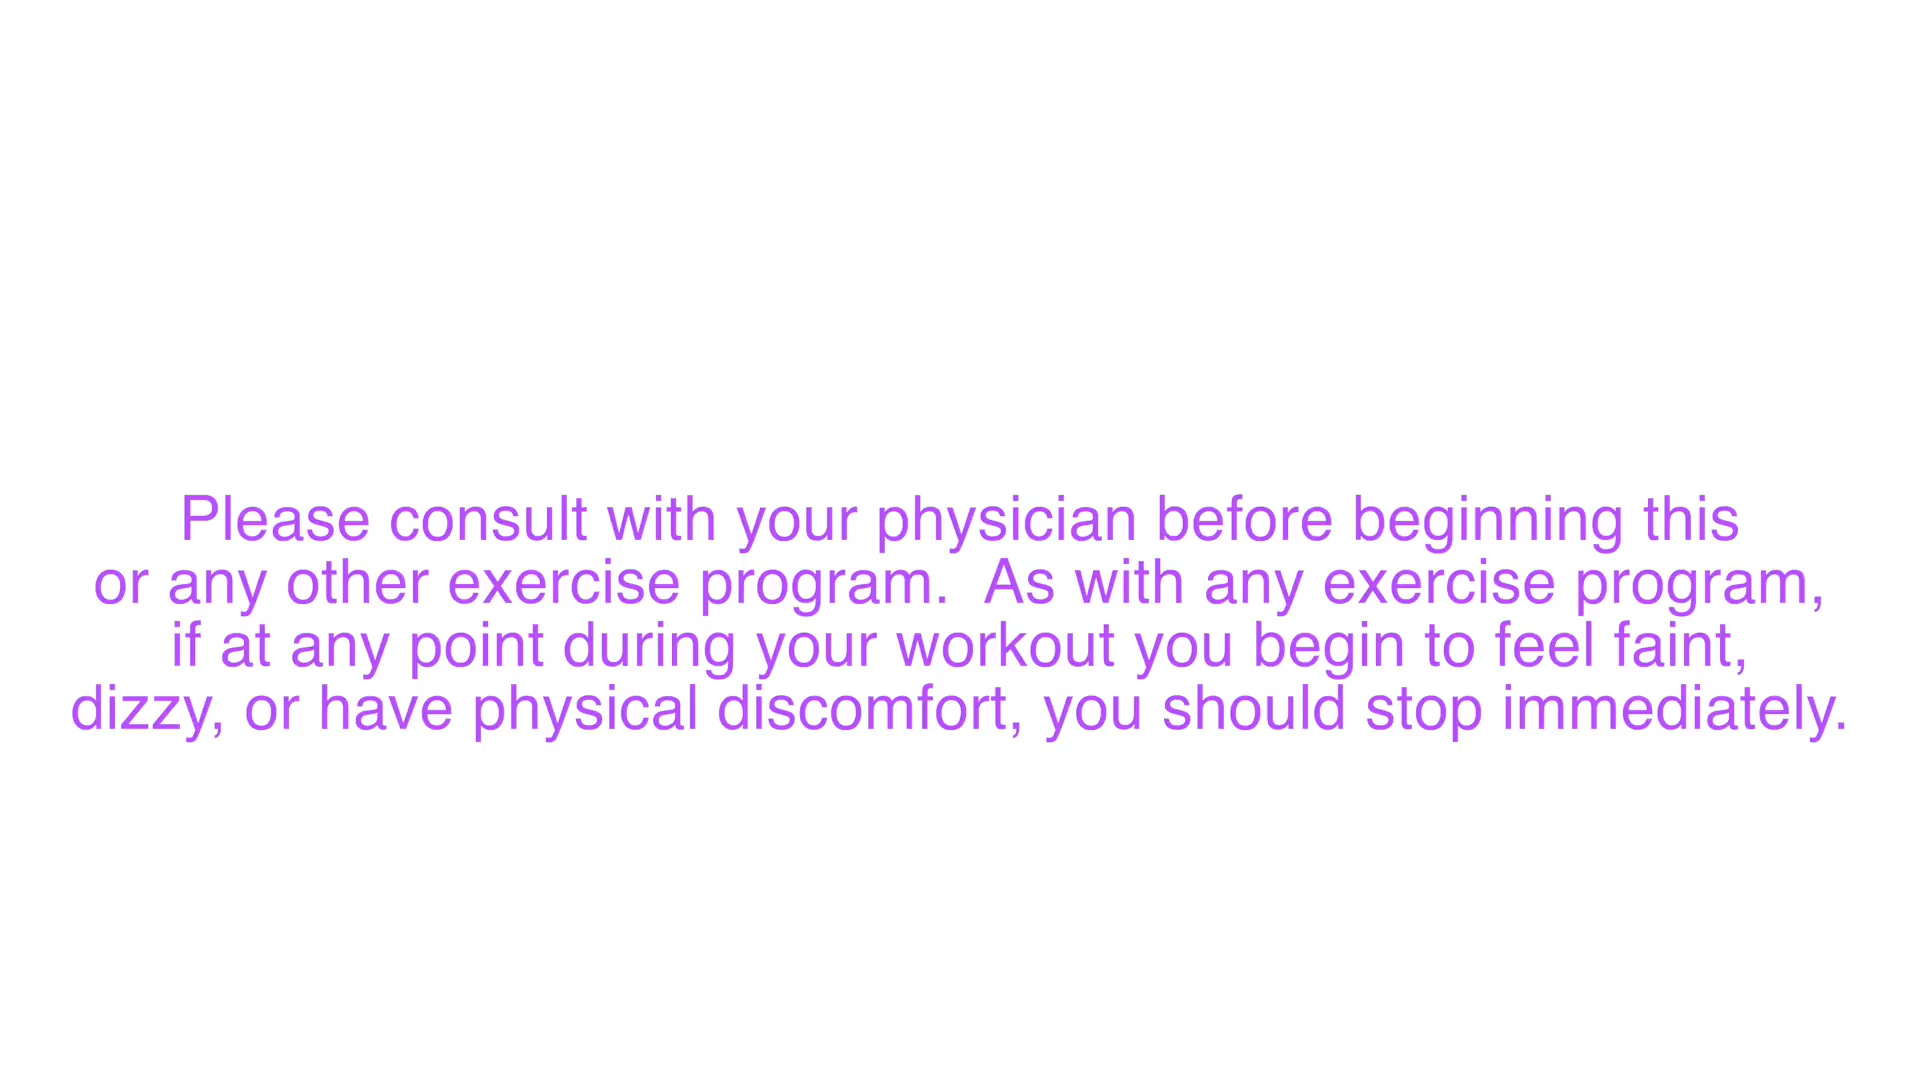 Please consult with your physician before beginning this
or any other exercise program.  As with any exercise program,
if at any point during your workout you begin to feel faint,
dizzy, or have physical discomfort, you should stop immediately.